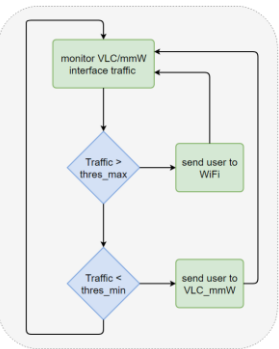 monitor VLC/mmW
interface traffic
Traffic >
thres_max
send user to
WiFi
Traffic <
thres_min
send user to
VLC_mmW